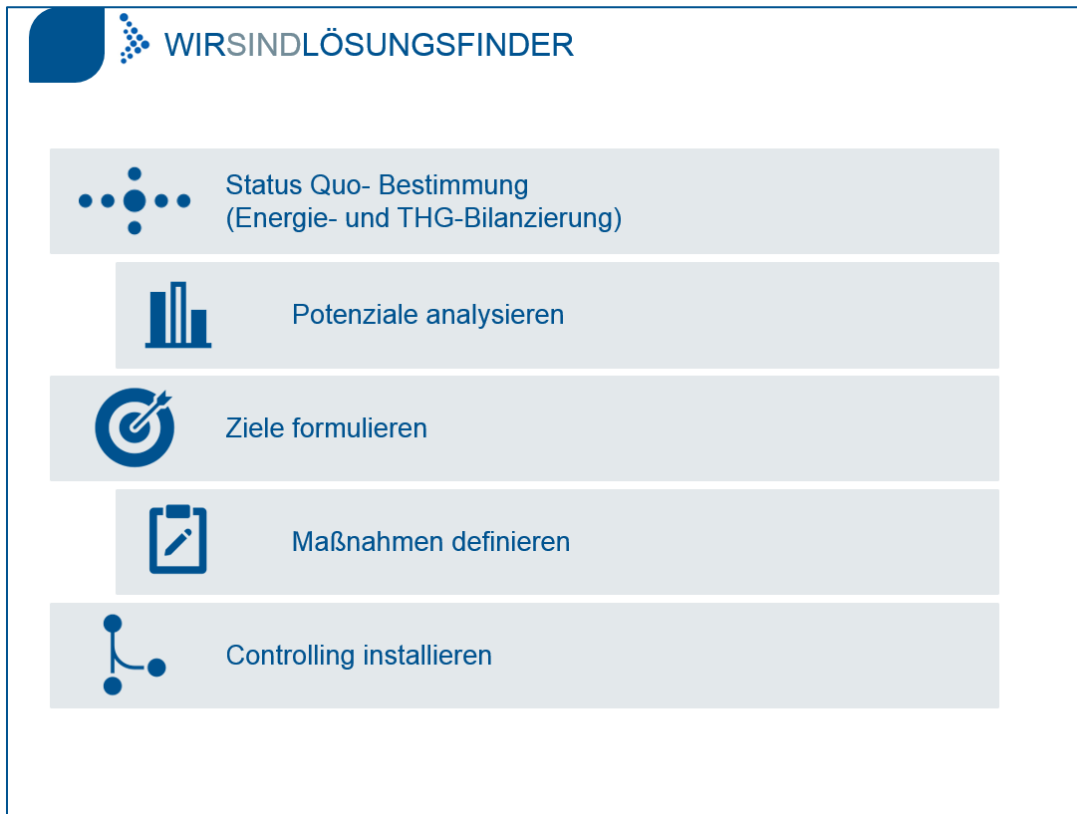 WIRSINDLÖSUNGSFINDER
Status Quo- Bestimmung
(Energie- und THG-Bilanzierung)
Potenziale analysieren
Ziele formulieren
Maßnahmen definieren
Controlling installieren